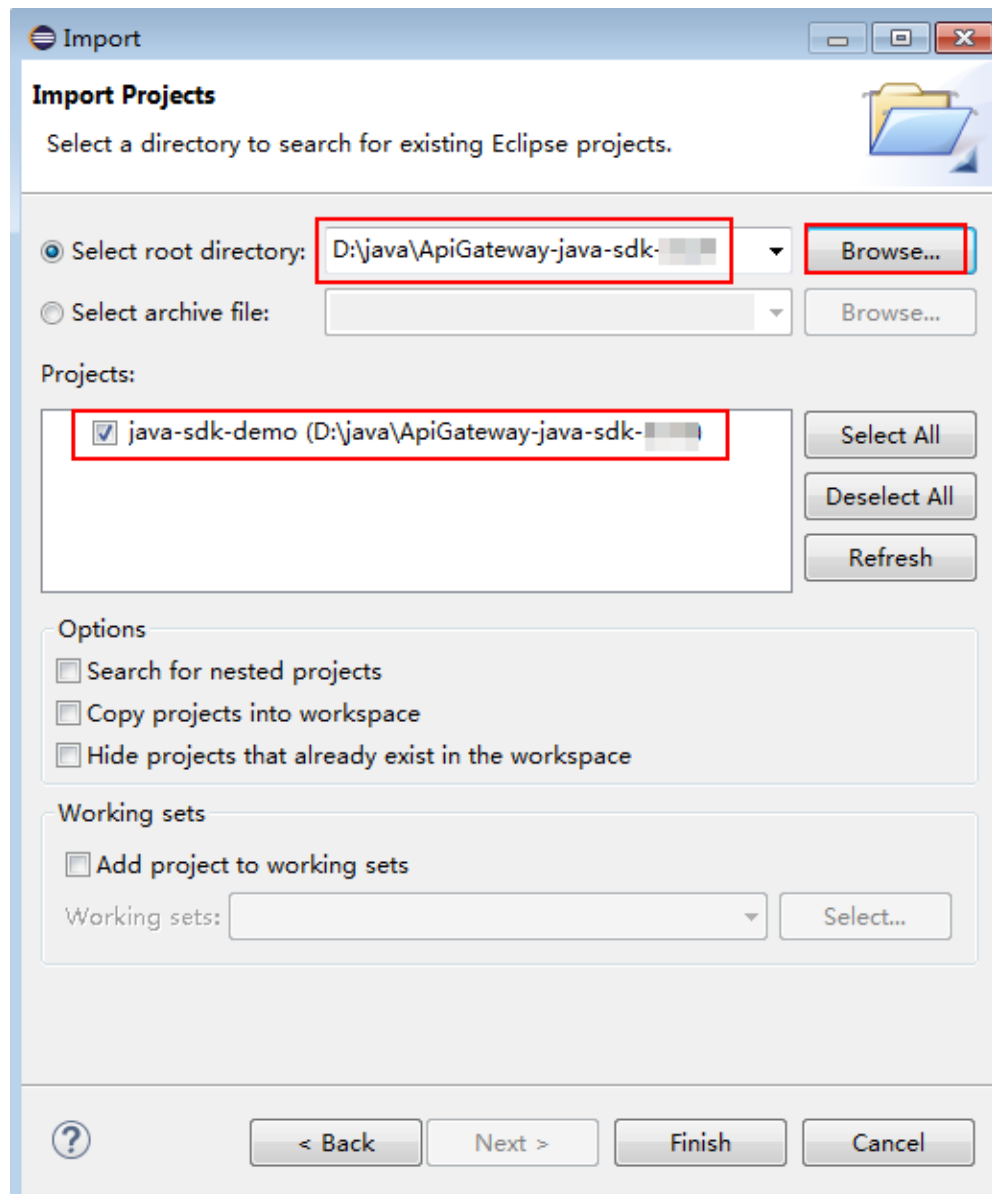 Import
Import Projects
Select a directory to search for existing Eclipse projects.
Select root directory: D:\java\ApiGateway-java-sdk- Browse...
Select archive file: Browse...
Projects:
java-sdk-demo (D:\java\ApiGateway-java-sdk- )
Select All
Deselect All
Refresh
Options
Search for nested projects
Copy projects into workspace
Hide projects that already exist in the workspace
Working sets
Add project to working sets
Working sets: Select...
? < Back Next > Finish Cancel